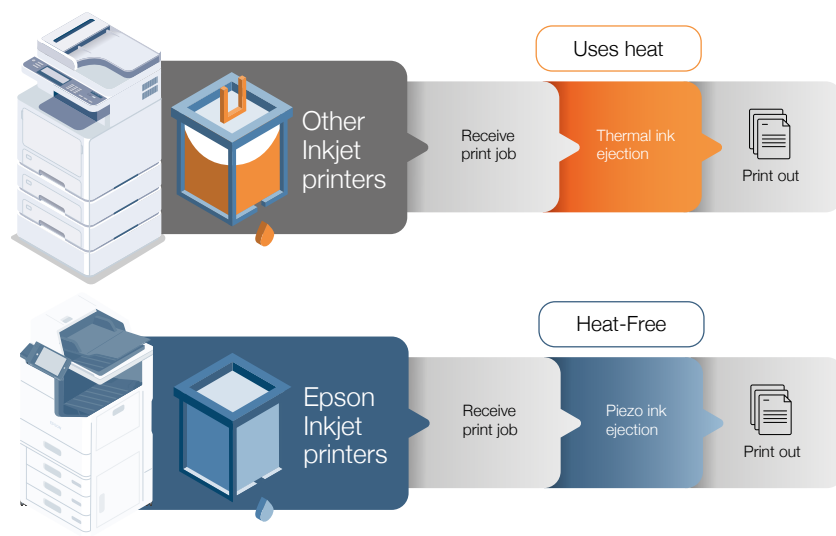 Uses heat
Other
Inkjet
printers
Receive
print job
Thermal ink
ejection
Print out
Heat-Free
Epson
Inkjet
printers
Receive
print job
Piezo ink
ejection
Print out